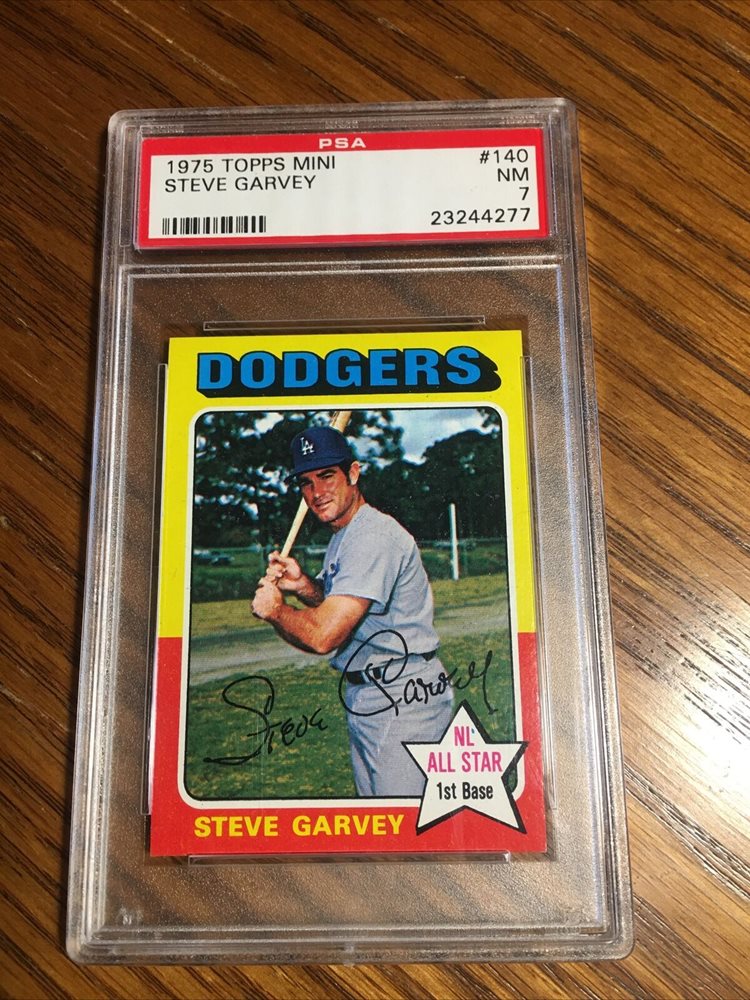 PSA
1975 TOPPS MINI #140
STEVE GARVEY NM
7
23244277
DODGERS
LA
Steve Garvey
NL
ALL STAR
1st Base
STEVE GARVEY